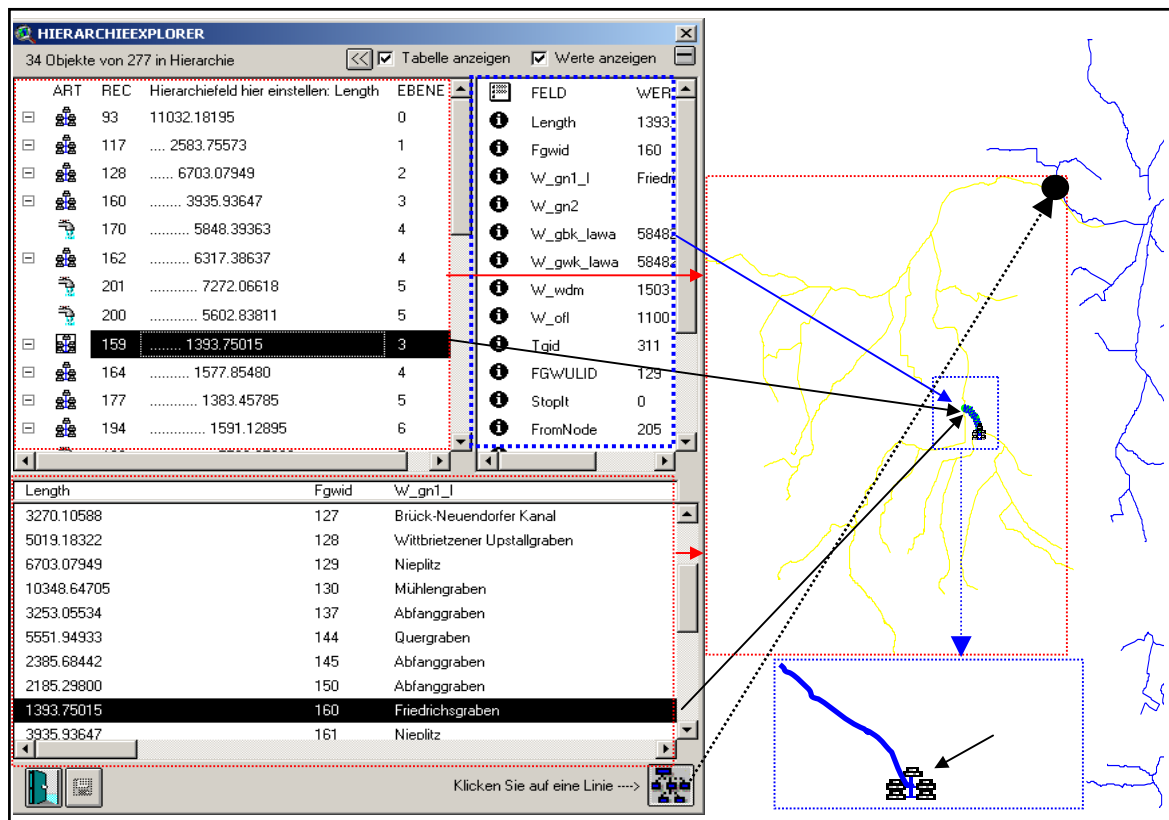 HIERARCHIEEXPLORER
34 Objekte von 277 in Hierarchie << Tabelle anzeigen Werte anzeigen
ART REC Hierarchiefeld hier einstellen: Length EBENE
93 11032.18195 0
117 .... 2583.75573 1
128 ...... 6703.07949 2
160 ........ 3935.93647 3
170 .......... 5848.39363 4
162 .......... 6317.38637 4
201 ............ 7272.06618 5
200 ............ 5602.83811 5
159 ........ 1393.75015 3
164 .......... 1577.85480 4
177 ............ 1383.45785 5
194 .............. 1591.12895 6
FELD WER
Length 1393.
Fgwid 160
W_gn1_l Friedr
W_gn2
W_gbk_lawa 58482
W_gwk_lawa 58482
W_wdm 1503
W_ofl 1100
Tgid 311
FGWULID 129
StopIt 0
FromNode 205
Length Fgwid W_gn1_l
3270.10588 127 Brück-Neuendorfer Kanal
5019.18322 128 Wittbrietzener Upstallgraben
6703.07949 129 Nieplitz
10348.64705 130 Mühlengraben
3253.05534 137 Abfanggraben
5551.94933 144 Quergraben
2385.68442 145 Abfanggraben
2185.29800 150 Abfanggraben
1393.75015 160 Friedrichsgraben
3935.93647 161 Nieplitz
Klicken Sie auf eine Linie ---->